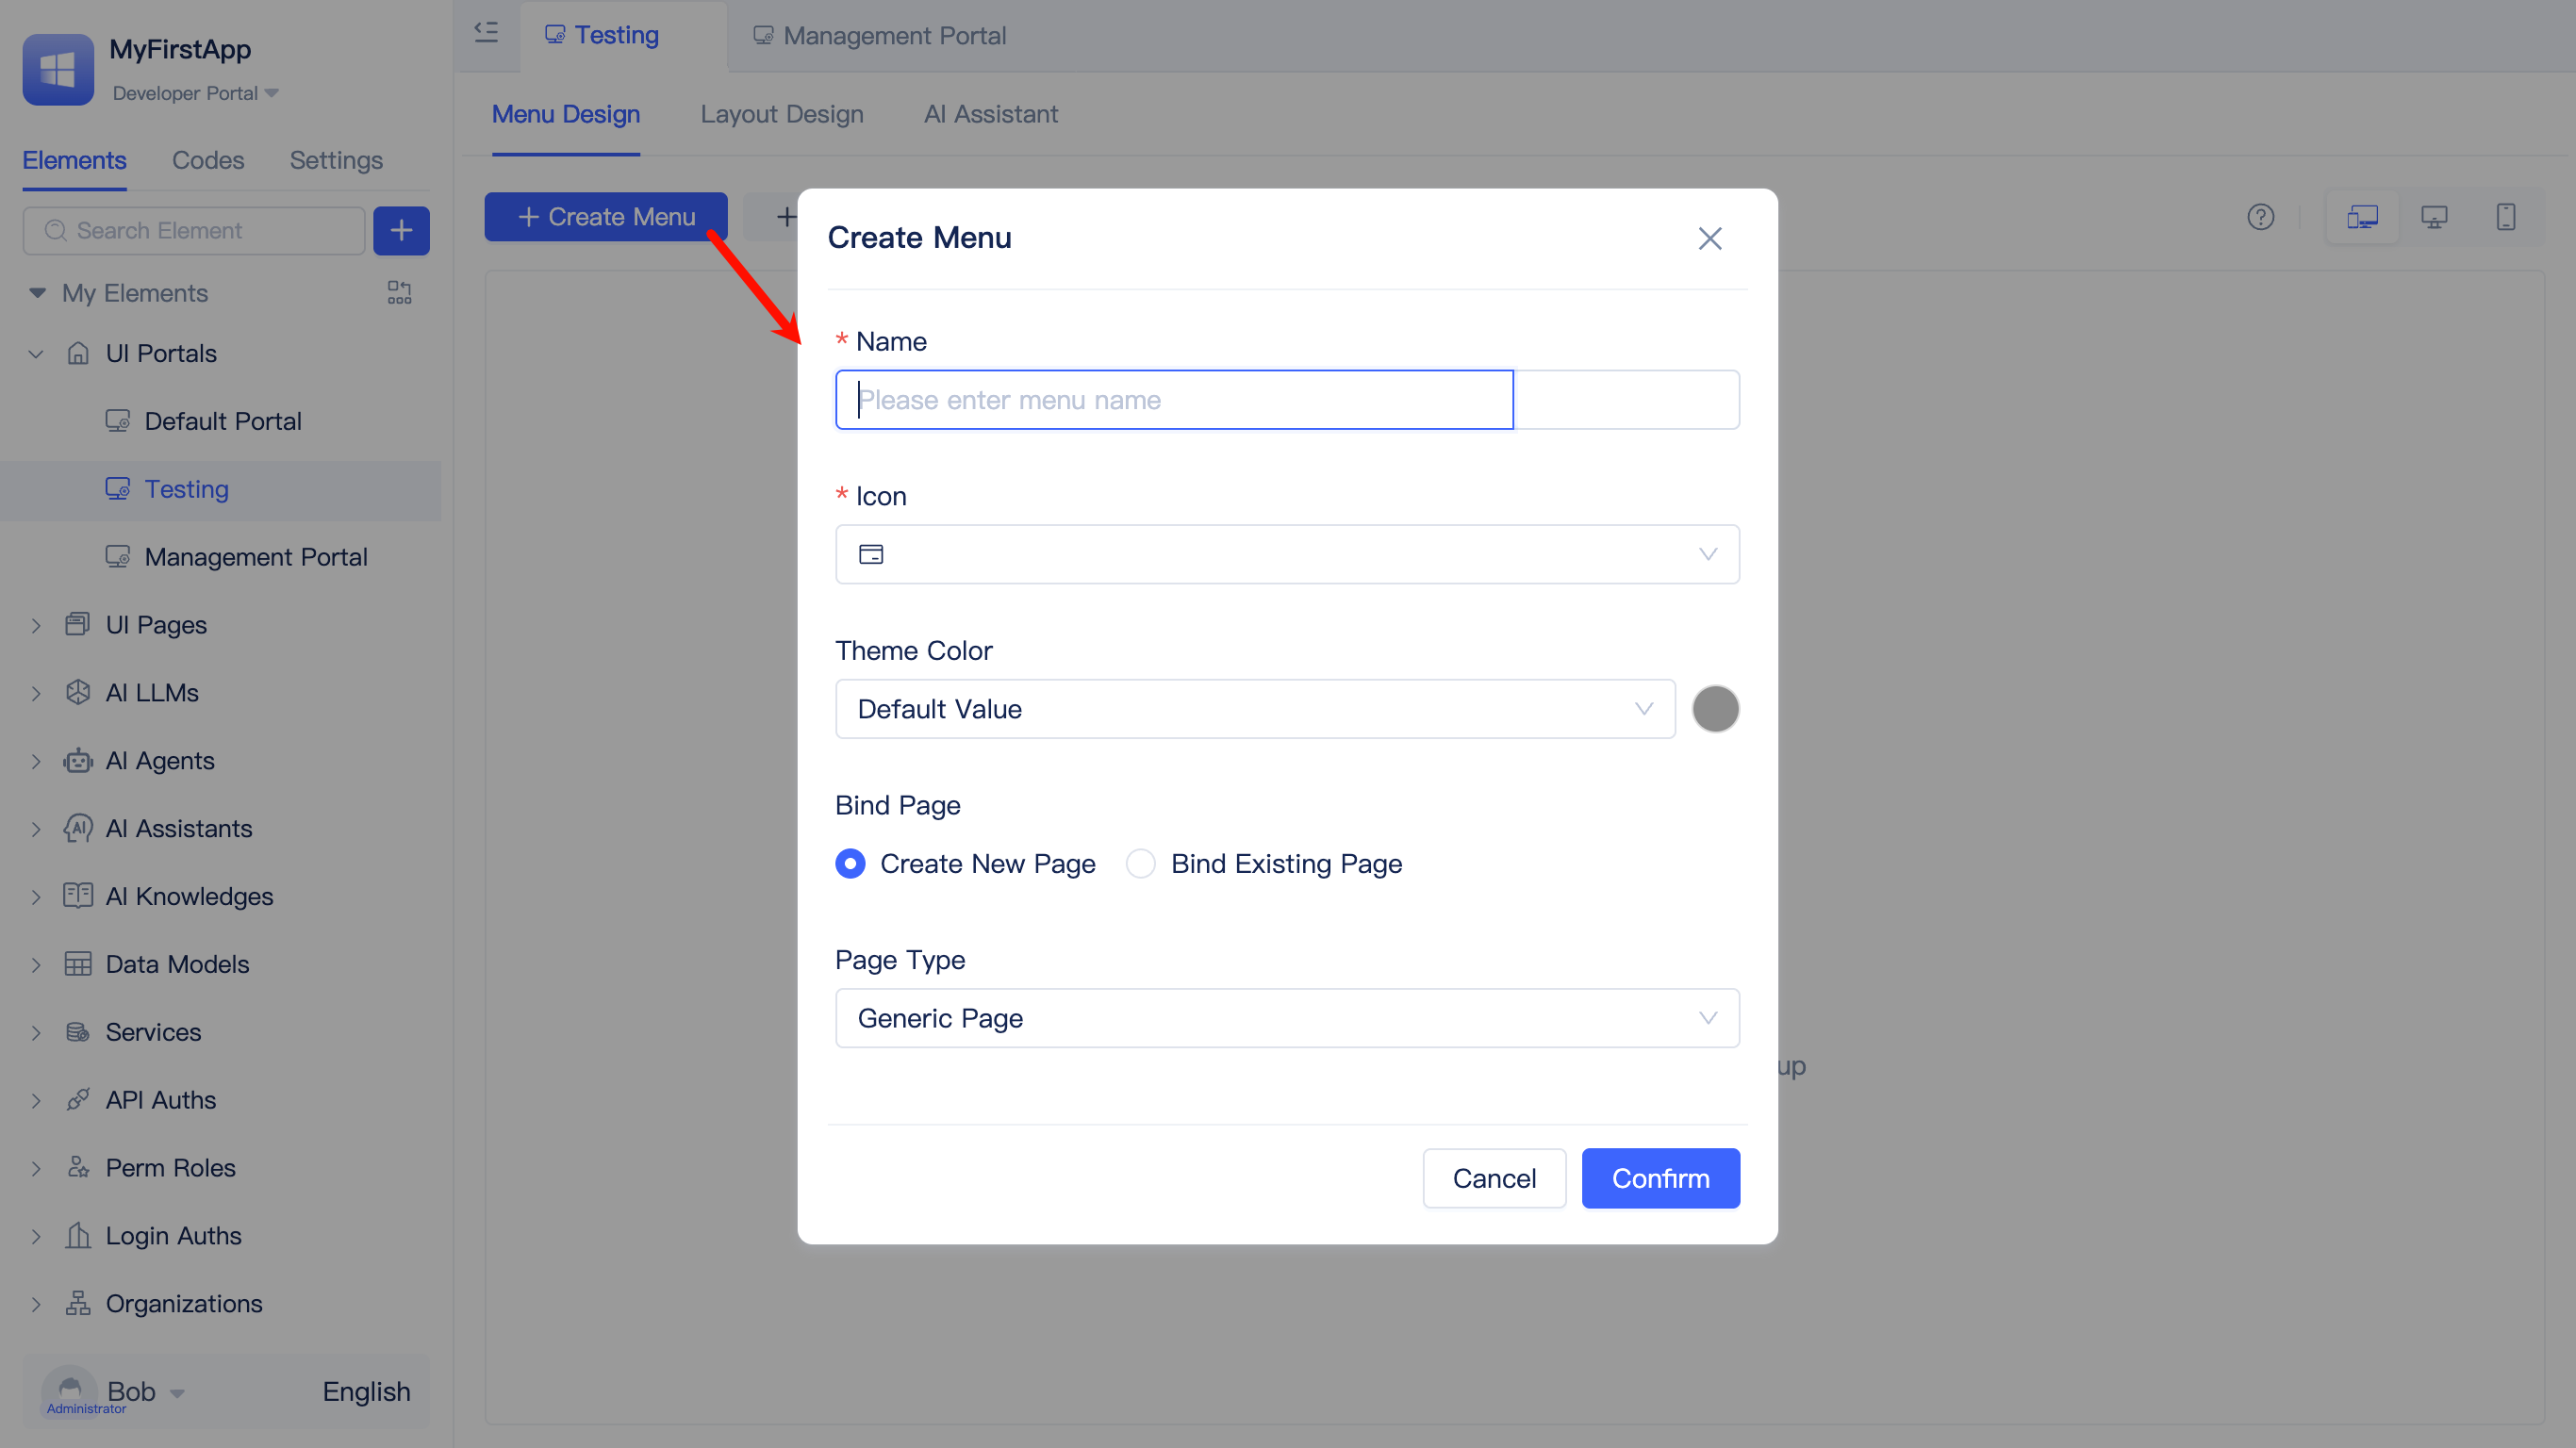 MyFirstApp
Developer Portal
Elements Codes Settings
Search Element
My Elements
UI Portals
Default Portal
Testing
Management Portal
UI Pages
AI LLMs
AI Agents
AI Assistants
AI Knowledges
Data Models
Services
API Auths
Perm Roles
Login Auths
Organizations
Bob
Administrator
English
Testing Management Portal
Menu Design Layout Design AI Assistant
+ Create Menu
Create Menu
* Name
Please enter menu name
* Icon
Theme Color
Default Value
Bind Page
Create New Page Bind Existing Page
Page Type
Generic Page
up
Cancel Confirm